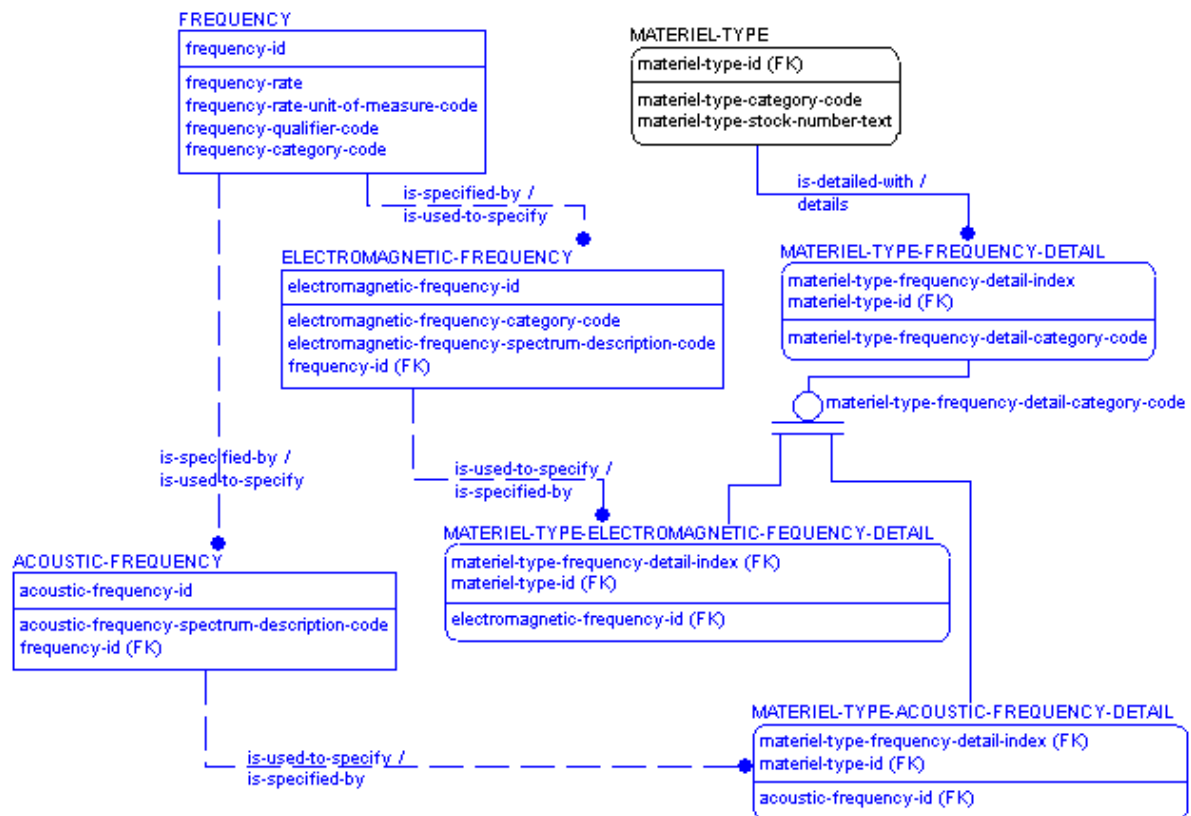 FREQUENCY
frequency-id
frequency-rate
frequency-rate-unit-of-measure-code
frequency-qualifier-code
frequency-category-code
MATERIEL-TYPE
materiel-type-id (FK)
materiel-type-category-code
materiel-type-stock-number-text
is-specified-by /
is-used-to-specify
is-detailed-with /
details
ELECTROMAGNETIC-FREQUENCY
electromagnetic-frequency-id
electromagnetic-frequency-category-code
electromagnetic-frequency-spectrum-description-code
frequency-id (FK)
MATERIEL-TYPE-FREQUENCY-DETAIL
materiel-type-frequency-detail-index
materiel-type-id (FK)
materiel-type-frequency-detail-category-code
materiel-type-frequency-detail-category-code
is-specified-by /
is-used-to-specify
is-used-to-specify /
is-specified-by
MATERIEL-TYPE-ELECTROMAGNETIC-FEQUENCY-DETAIL
materiel-type-frequency-detail-index (FK)
materiel-type-id (FK)
electromagnetic-frequency-id (FK)
ACOUSTIC-FREQUENCY
acoustic-frequency-id
acoustic-frequency-spectrum-description-code
frequency-id (FK)
is-used-to-specify /
is-specified-by
MATERIEL-TYPE-ACOUSTIC-FREQUENCY-DETAIL
materiel-type-frequency-detail-index (FK)
materiel-type-id (FK)
acoustic-frequency-id (FK)